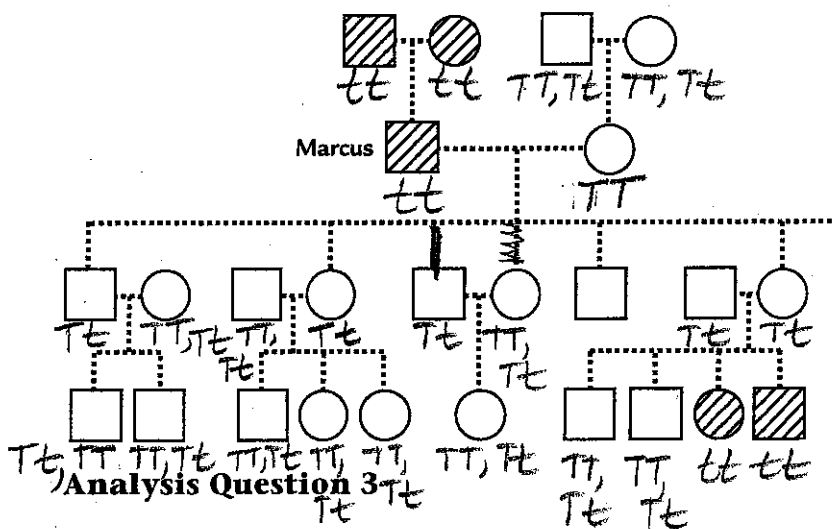 tt tt TT, Tt TT, Tt
Marcus
tt TT
Tt TT, Tt TT, Tt Tt Tt TT, Tt Tt Tt
Tt, TT TT, Tt TT, Tt TT, Tt TT, Tt TT, Tt TT, Tt TT, Tt tt tt
Analysis Question 3